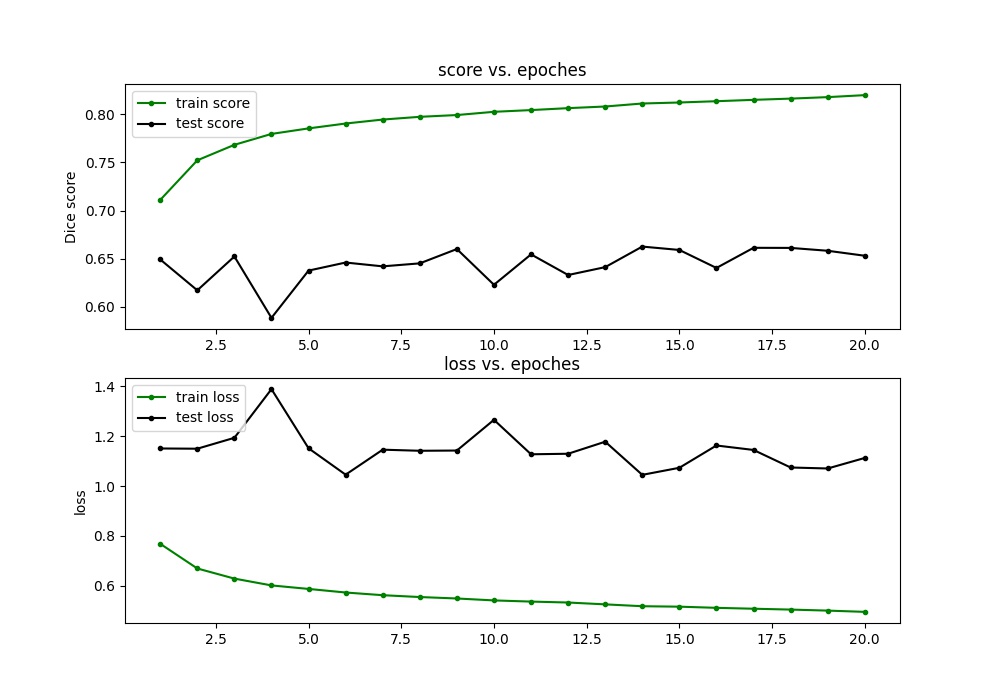 score vs. epoches
train score
test score
Dice score
0.80
0.75
0.70
0.65
0.60
2.5 5.0 7.5 10.0 12.5 15.0 17.5 20.0
loss vs. epoches
train loss
test loss
loss
1.4
1.2
1.0
0.8
0.6
2.5 5.0 7.5 10.0 12.5 15.0 17.5 20.0